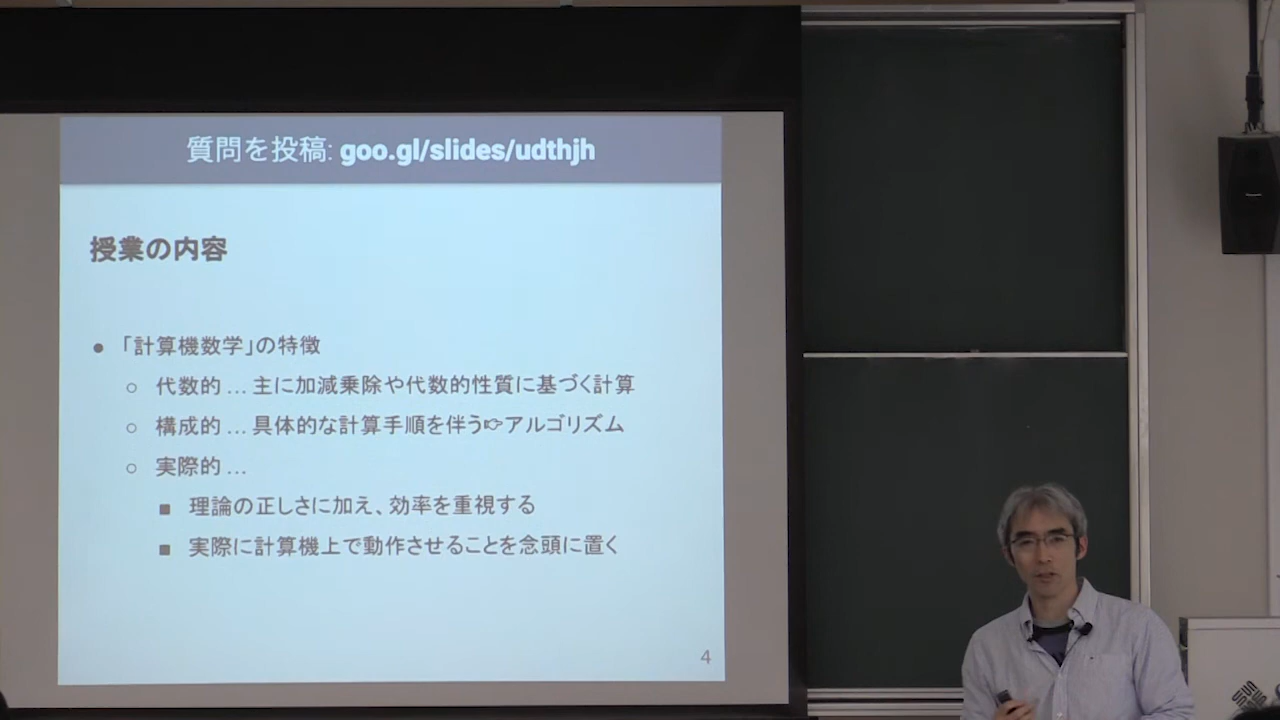 質問を投稿: goo.gl/slides/udthjh
授業の内容
● 「計算機数学」の特徴
○ 代数的 … 主に加減乗除や代数的性質に基づく計算
○ 構成的 … 具体的な計算手順を伴う☞アルゴリズム
○ 実際的 …
■ 理論の正しさに加え、効率を重視する
■ 実際に計算機上で動作させることを念頭に置く
4